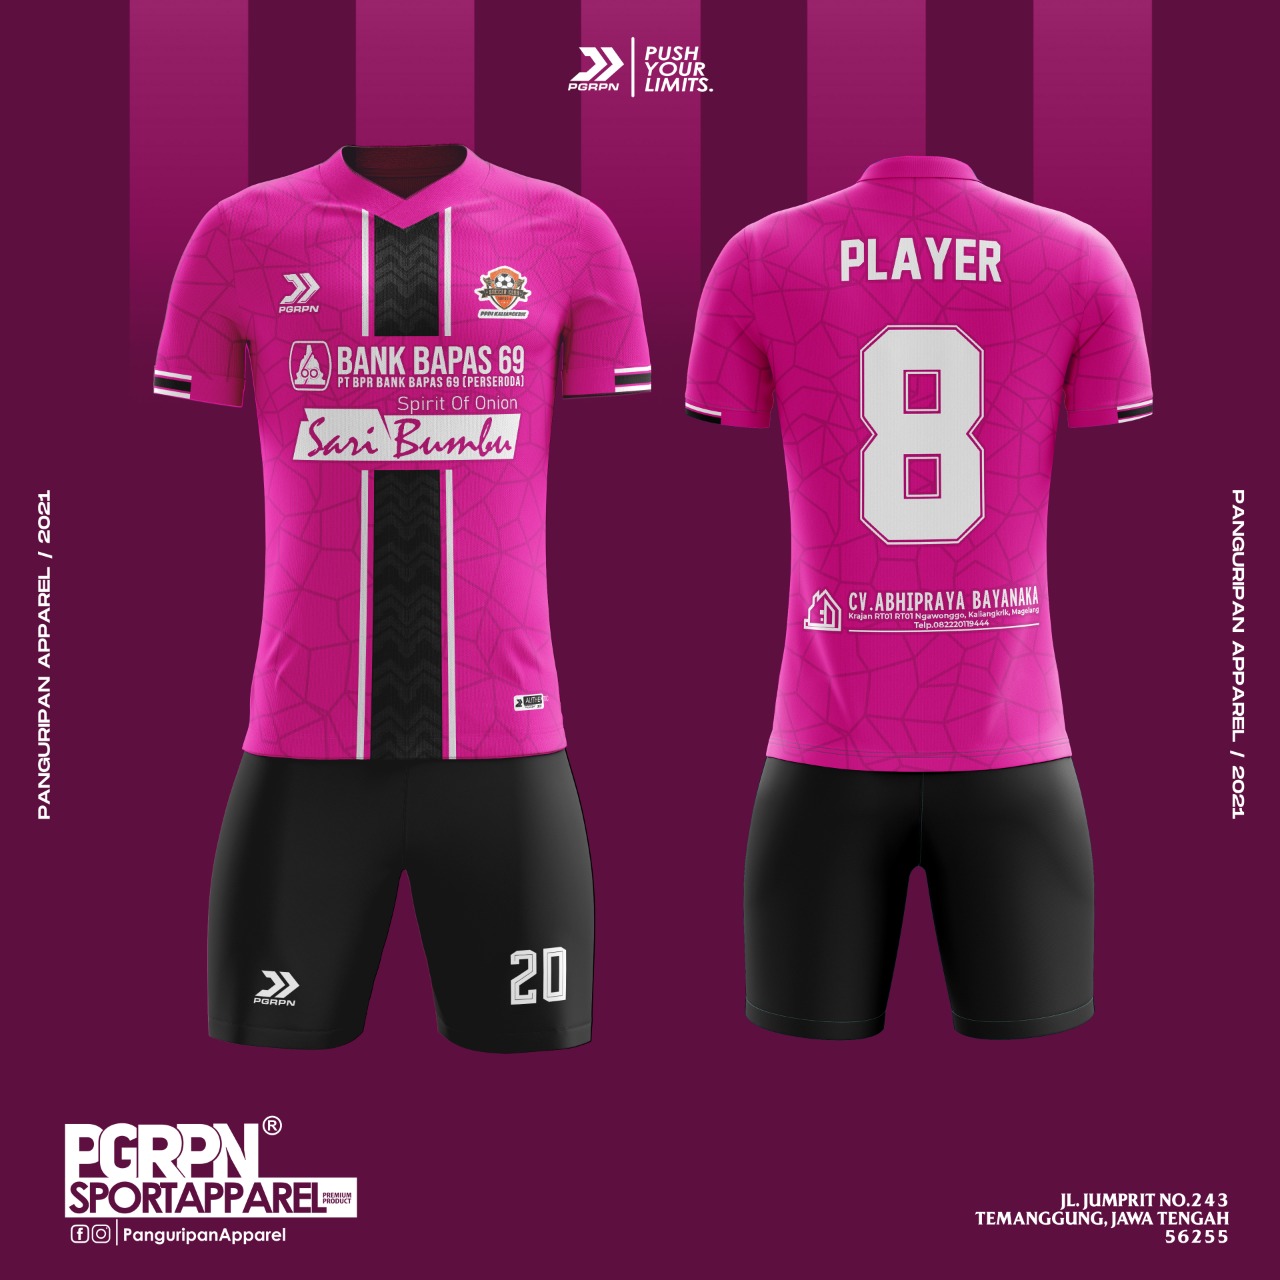 PGRPN
PUSH
YOUR
LIMITS.
PGRPN
BANK BAPAS 69
PT BPR BANK BAPAS 69 (PERSERODA)
Spirit Of Onion
Sari Bumbu
PGRPN
20
PLAYER
8
CV.ABHIPRAYA BAYANAKA
Krajan RT01 RT01 Ngawonggo, Kaliangkrik, Magelang
Telp.082220119444
PANGURIPAN APPAREL / 2021
PANGURIPAN APPAREL / 2021
PGRPN®
SPORTAPPAREL PREMIUM
PRODUCT
PanguripanApparel
JL. JUMPRIT NO.243
TEMANGGUNG, JAWA TENGAH
56255